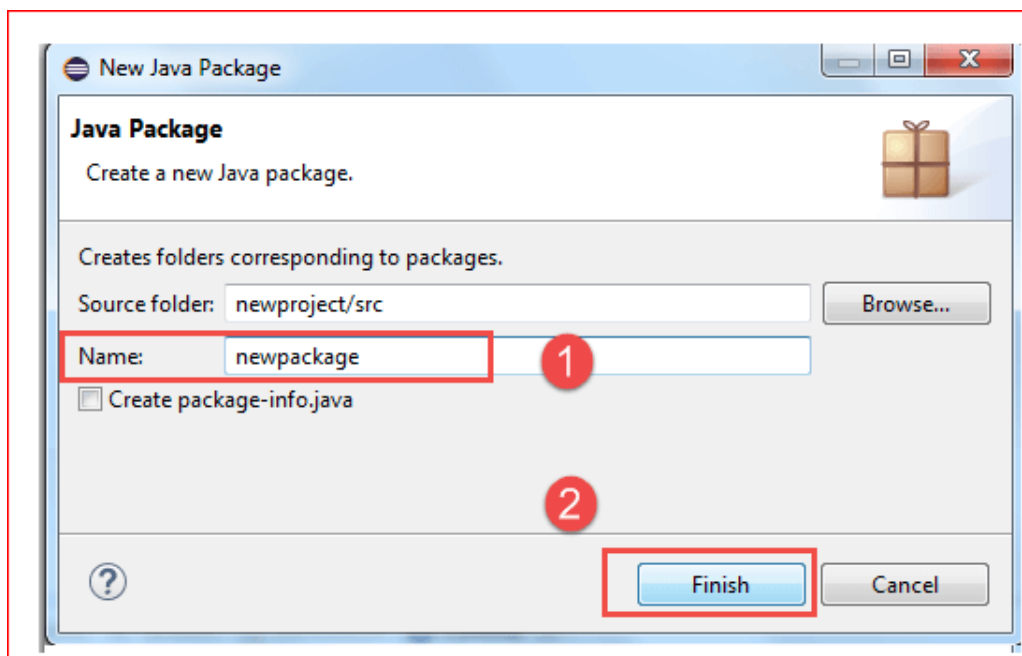 New Java Package
Java Package
Create a new Java package.
Creates folders corresponding to packages.
Source folder: newproject/src Browse...
Name: newpackage 1
Create package-info.java
2
? Finish Cancel